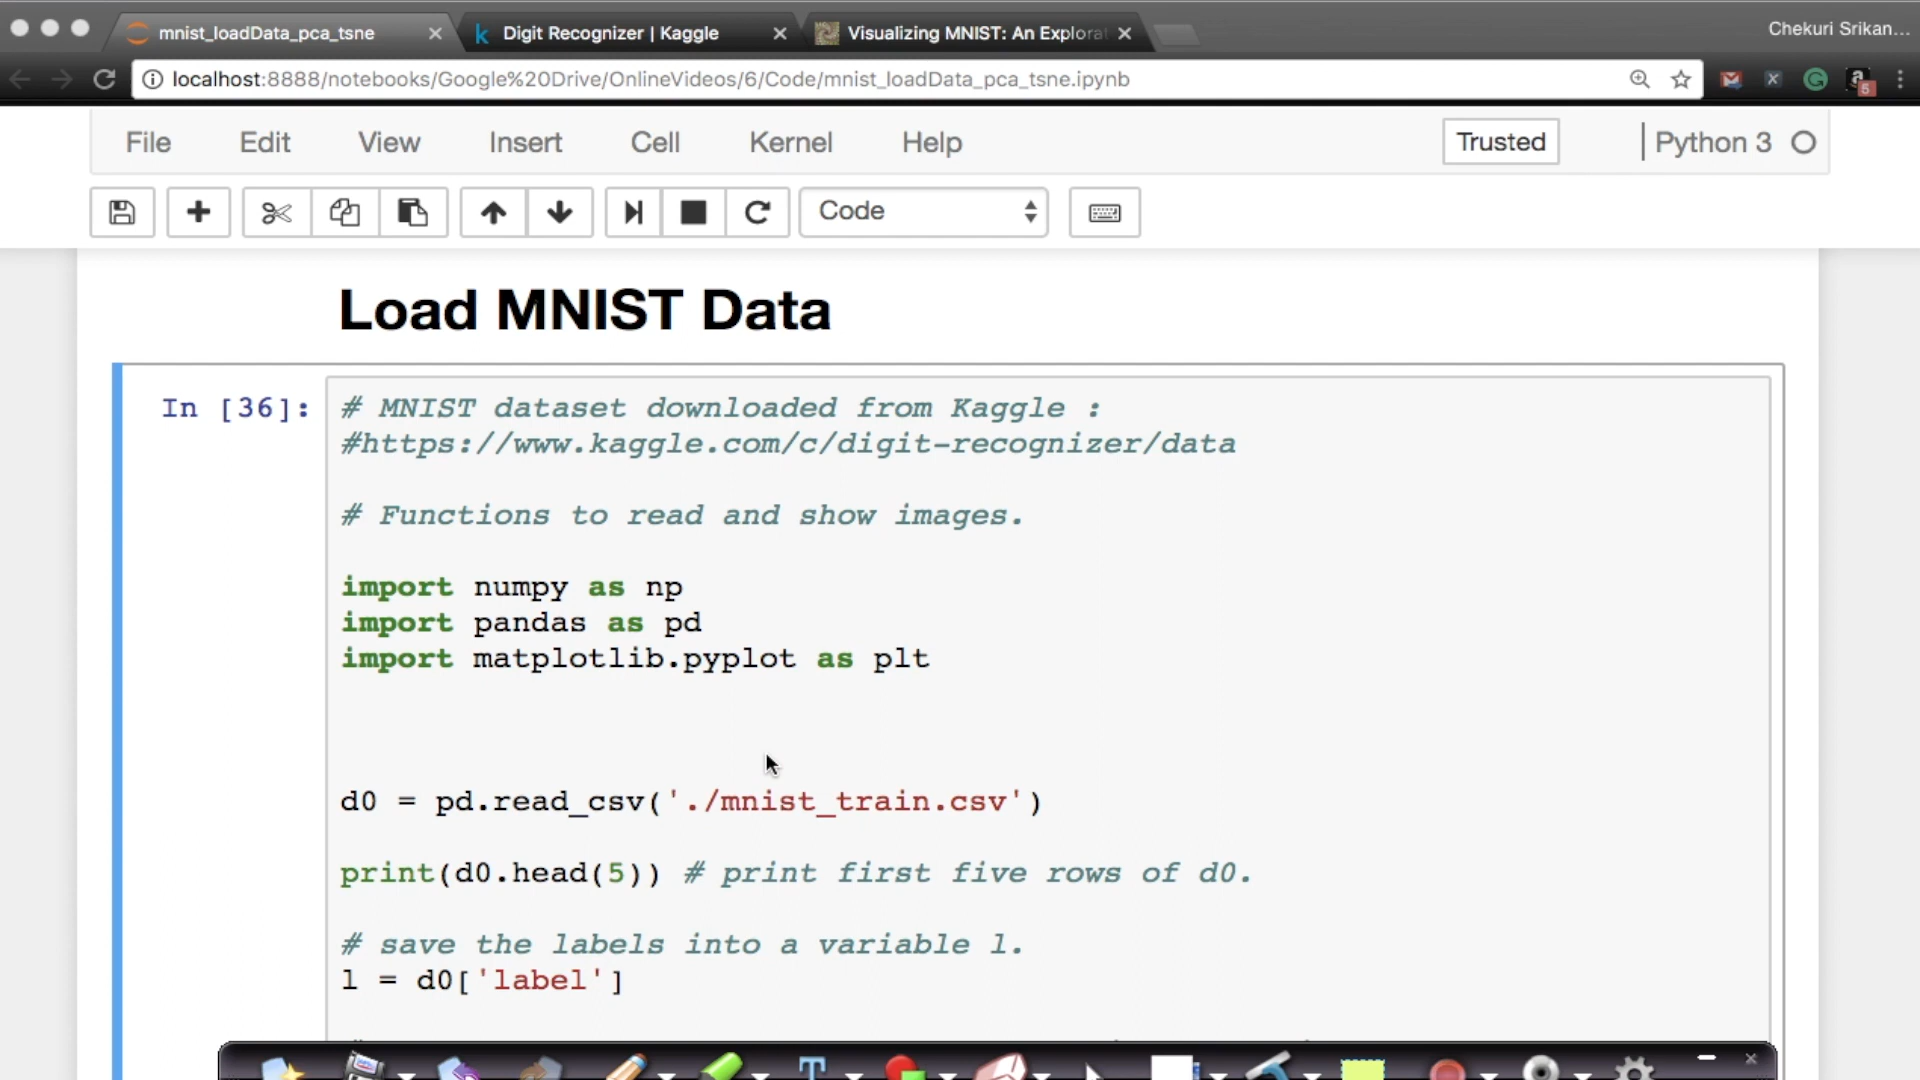 mnist_loadData_pca_tsne
Digit Recognizer | Kaggle
Visualizing MNIST: An Explorat
Chekuri Srikan...
localhost:8888/notebooks/Google%20Drive/OnlineVideos/6/Code/mnist_loadData_pca_tsne.ipynb
5
File Edit View Insert Cell Kernel Help Trusted | Python 3
Code
Load MNIST Data
In [36]: # MNIST dataset downloaded from Kaggle :
#https://www.kaggle.com/c/digit-recognizer/data
# Functions to read and show images.
import numpy as np
import pandas as pd
import matplotlib.pyplot as plt
d0 = pd.read_csv('./mnist_train.csv')
print(d0.head(5)) # print first five rows of d0.
# save the labels into a variable l.
l = d0['label']